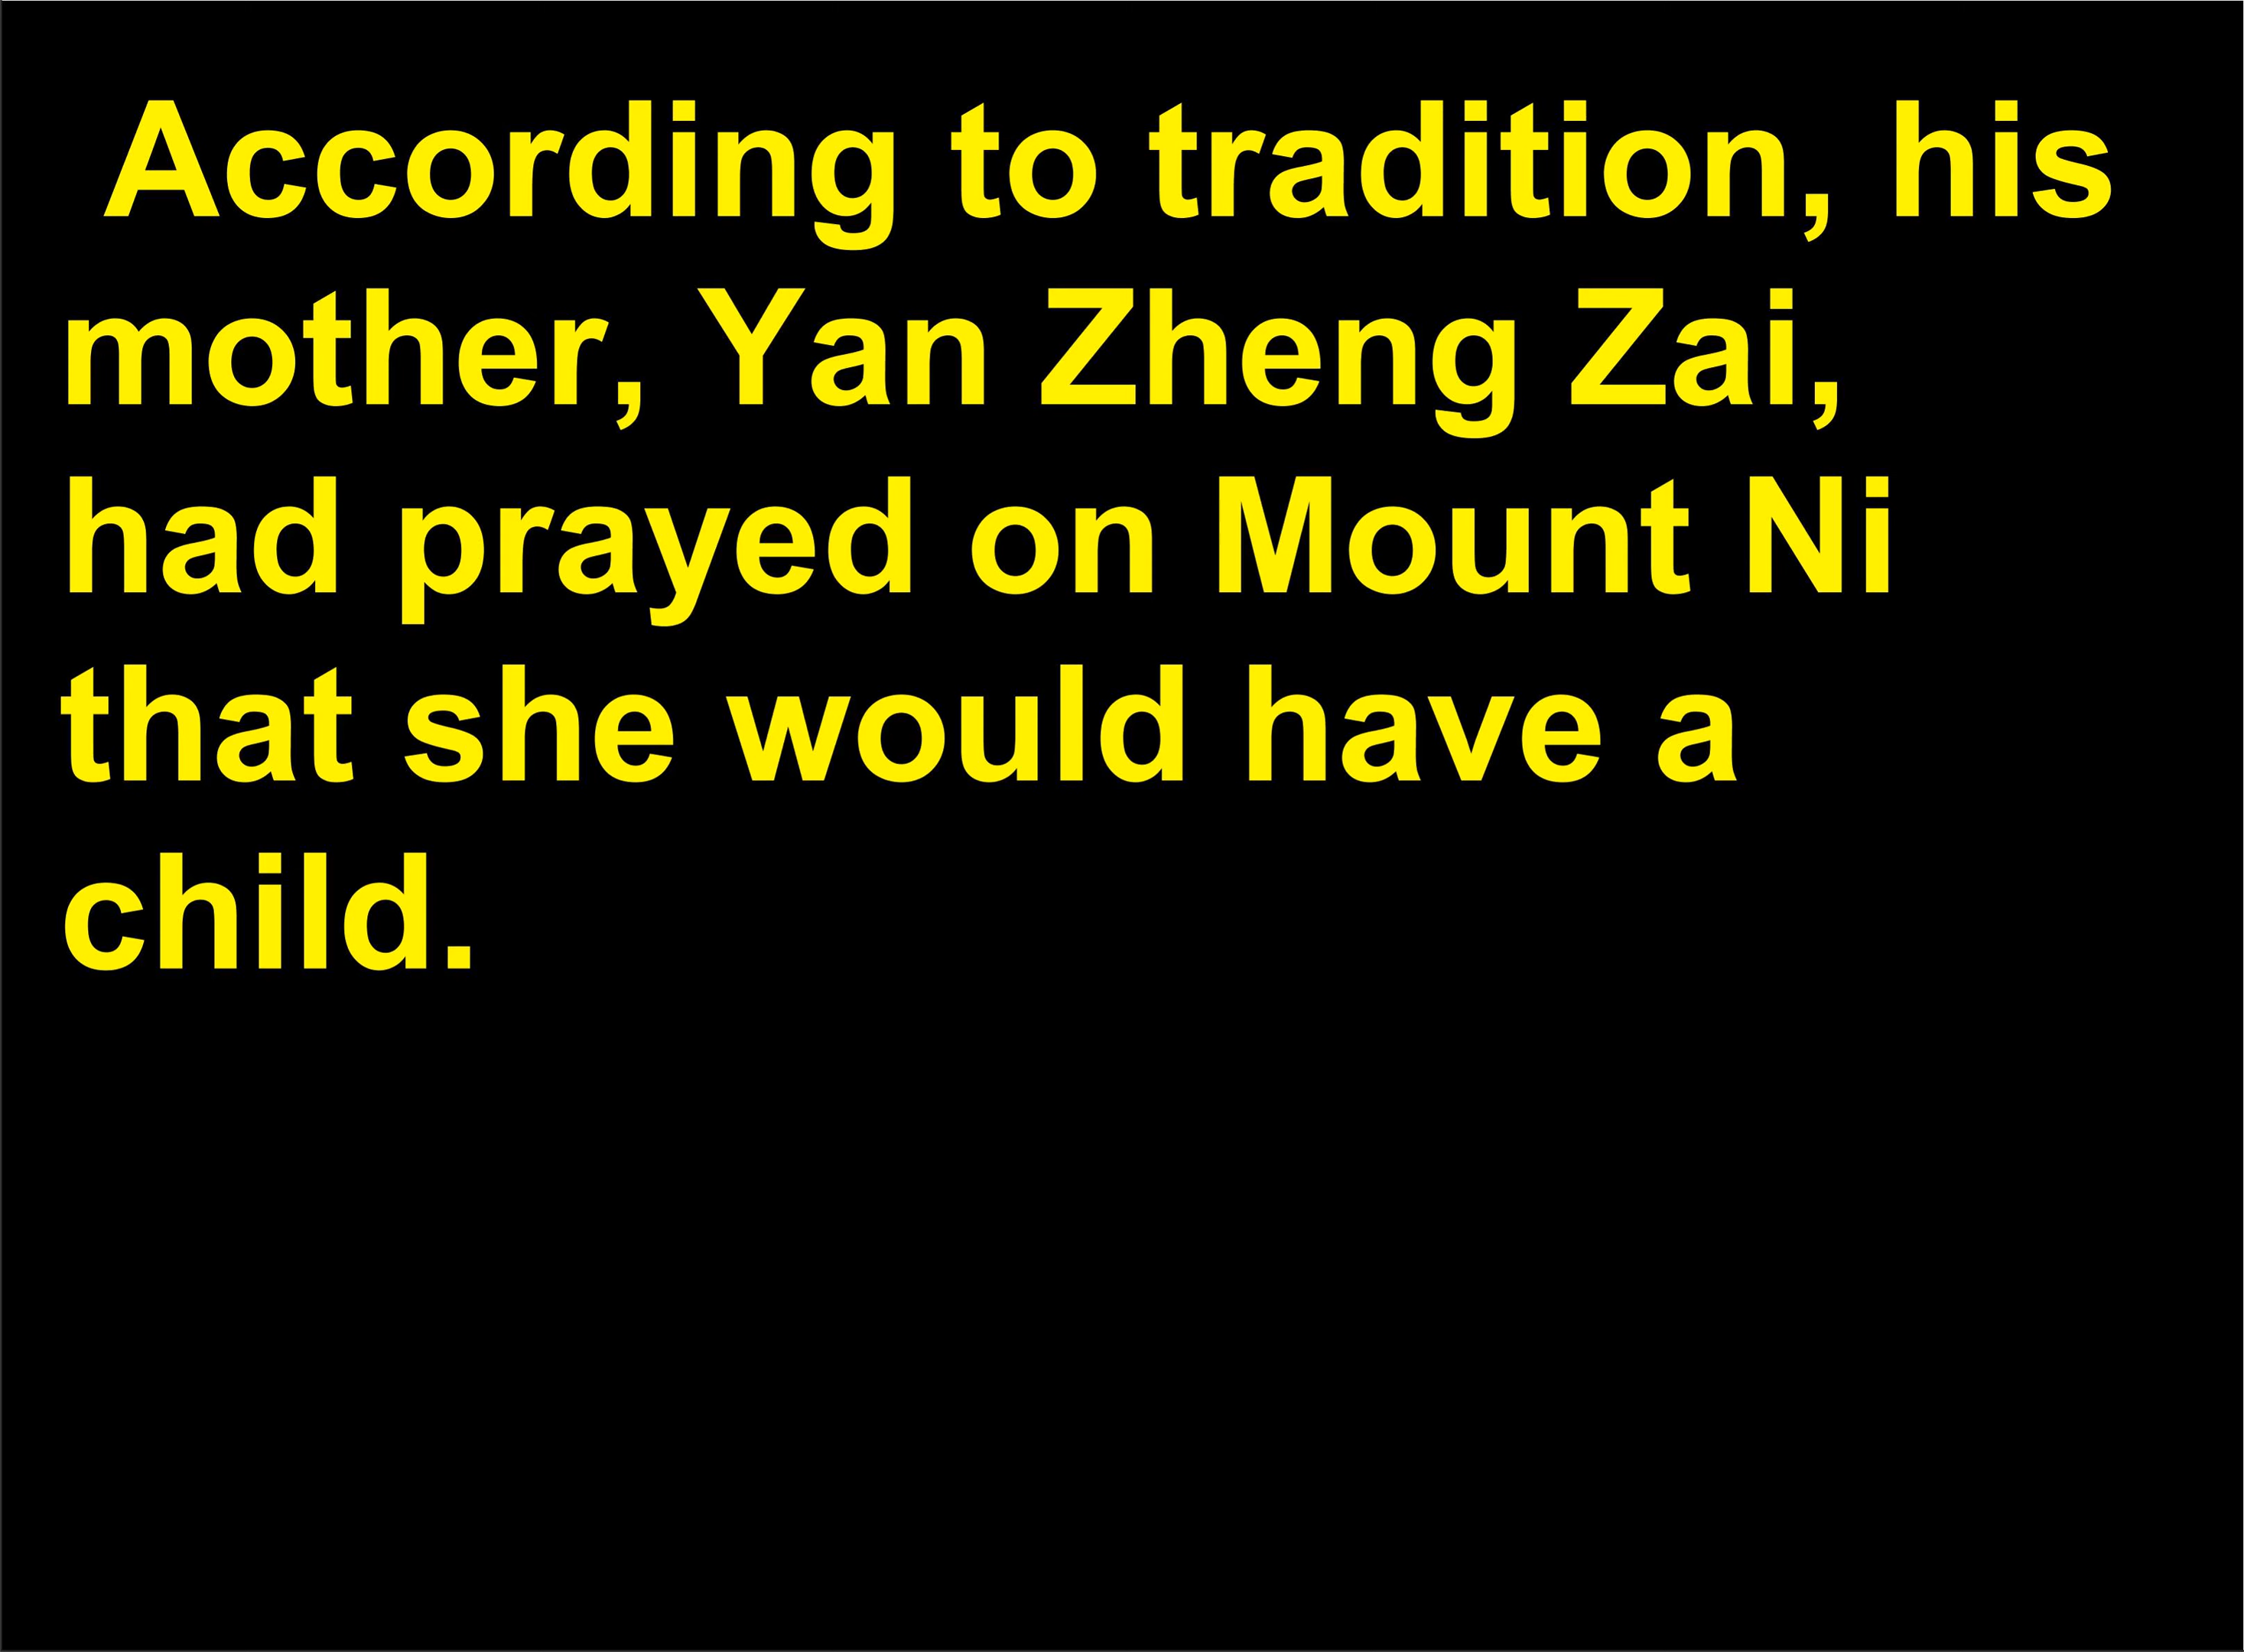 According to tradition, his
mother, Yan Zheng Zai,
had prayed on Mount Ni
that she would have a
child.